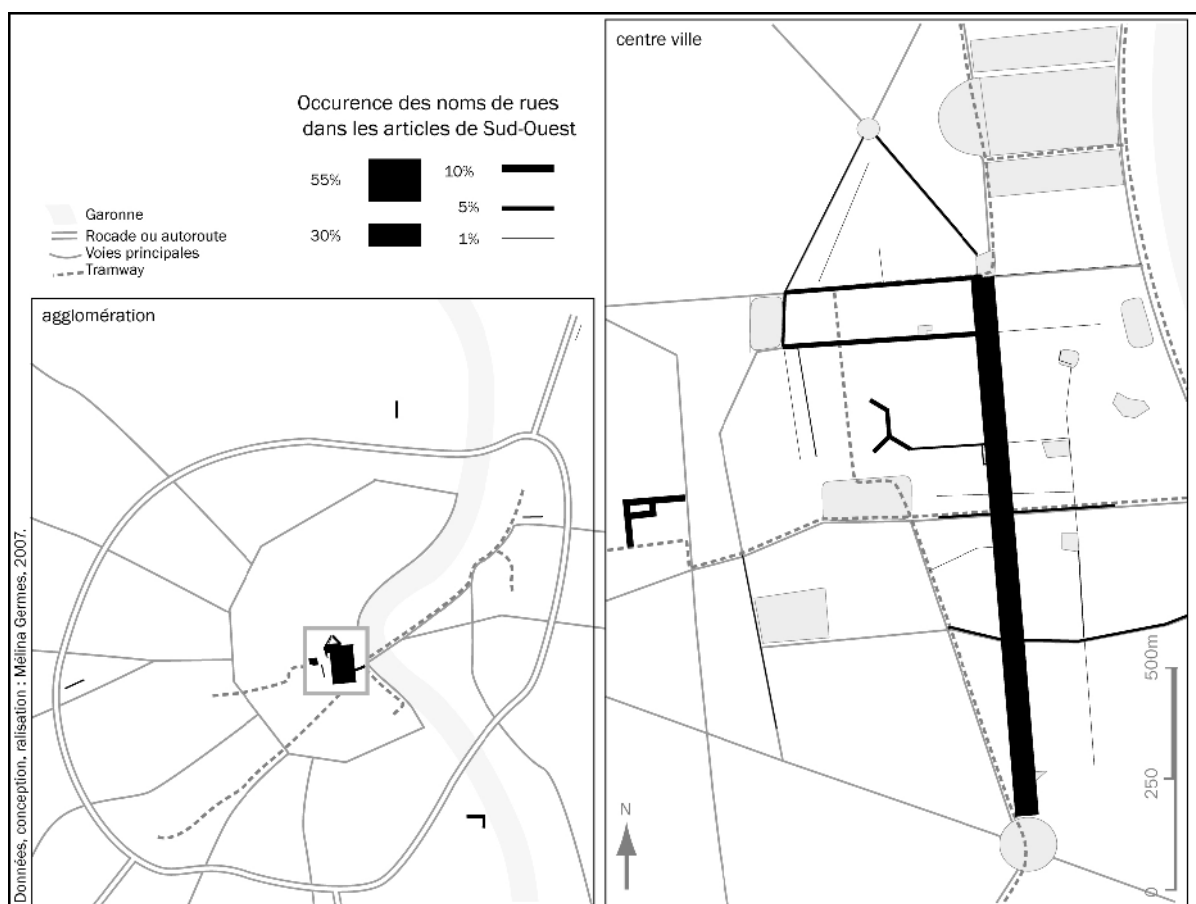 Occurence des noms de rues
dans les articles de Sud-Ouest
55%
30%
10%
5%
1%
Garonne
Rocade ou autoroute
Voies principales
Tramway
agglomération
centre ville
N
500m
250
0
Données, conception, ralisation : Mélina Germes, 2007.